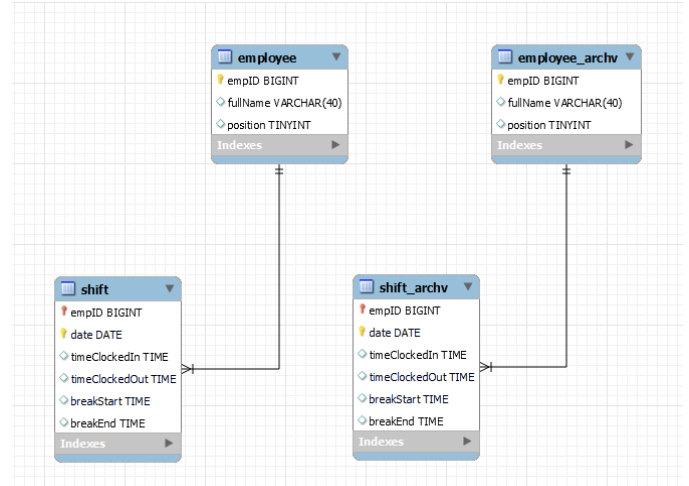 employee
empID BIGINT
fullName VARCHAR(40)
position TINYINT
Indexes
employee_archv
empID BIGINT
fullName VARCHAR(40)
position TINYINT
Indexes
shift
empID BIGINT
date DATE
timeClockedIn TIME
timeClockedOut TIME
breakStart TIME
breakEnd TIME
Indexes
shift_archv
empID BIGINT
date DATE
timeClockedIn TIME
timeClockedOut TIME
breakStart TIME
breakEnd TIME
Indexes